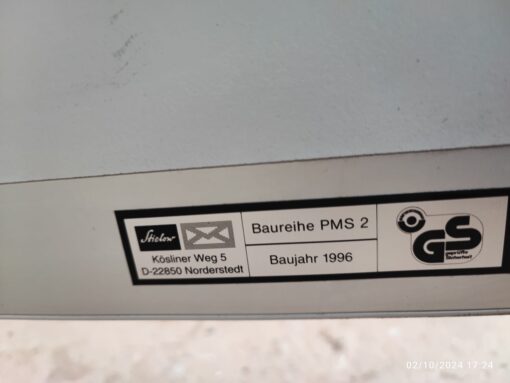 Stielow
Kösliner Weg 5
D-22850 Norderstedt
Baureihe PMS 2
Baujahr 1996
GS
geprüfte
Sicherheit
02/10/2024 17:24